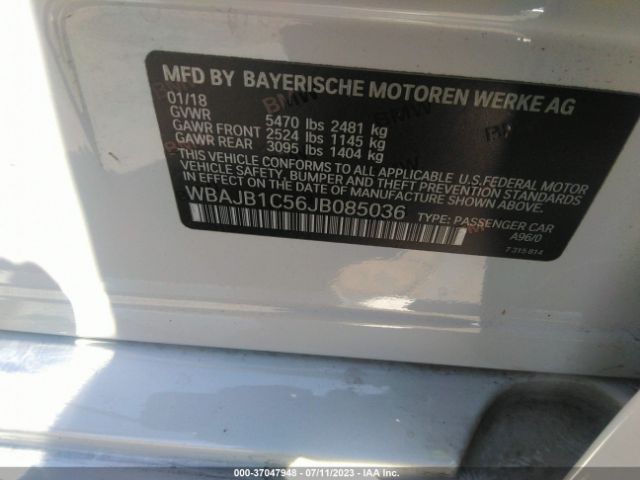 MFD BY BAYERISCHE MOTOREN WERKE AG
01/18
GVWR 5470 lbs 2481 kg
GAWR FRONT 2524 lbs 1145 kg
GAWR REAR 3095 lbs 1404 kg
THIS VEHICLE CONFORMS TO ALL APPLICABLE U.S.FEDERAL MOTOR
VEHICLE SAFETY, BUMPER AND THEFT PREVENTION STANDARDS
IN EFFECT ON THE DATE OF MANUFACTURE SHOWN ABOVE.
WBAJB1C56JB085036
TYPE: PASSENGER CAR
A96/0
7 315 814
BMW
BMW
BMW
000-37047948 - 07/11/2023 - IAA Inc.